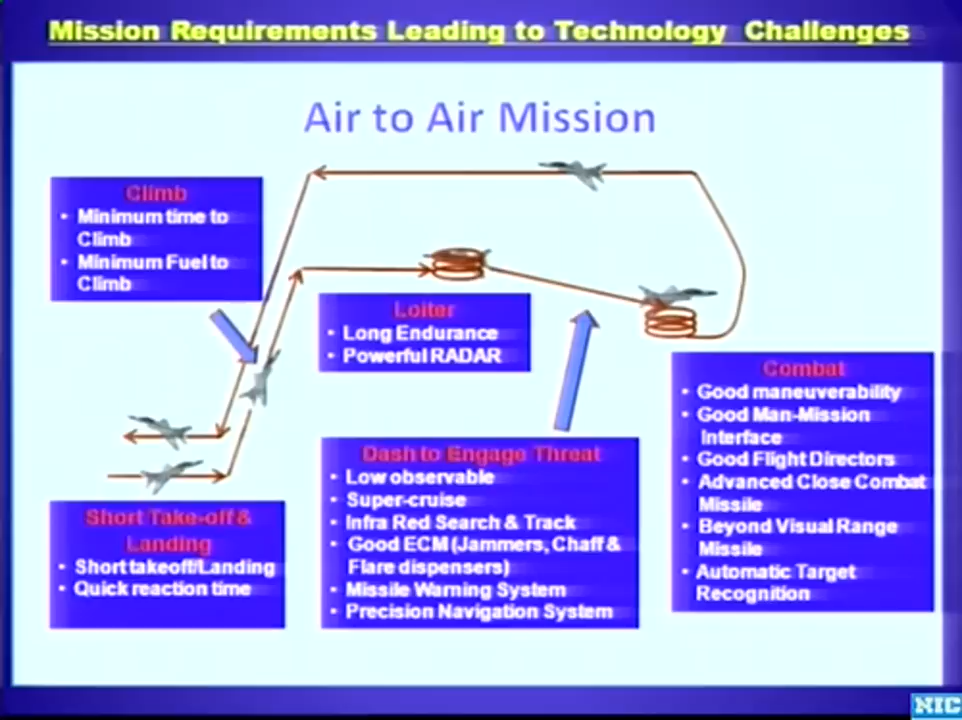 Mission Requirements Leading to Technology Challenges
Air to Air Mission
Climb
• Minimum time to
Climb
• Minimum Fuel to
Climb
Loiter
• Long Endurance
• Powerful RADAR
Combat
• Good maneuverability
• Good Man-Mission
Interface
• Good Flight Directors
• Advanced Close Combat
Missile
• Beyond Visual Range
Missile
• Automatic Target
Recognition
Dash to Engage Threat
• Low observable
• Super-cruise
• Infra Red Search & Track
• Good ECM (Jammers, Chaff &
Flare dispensers)
• Missile Warning System
• Precision Navigation System
Short Take-off &
Landing
• Short takeoff/Landing
• Quick reaction time
NIC